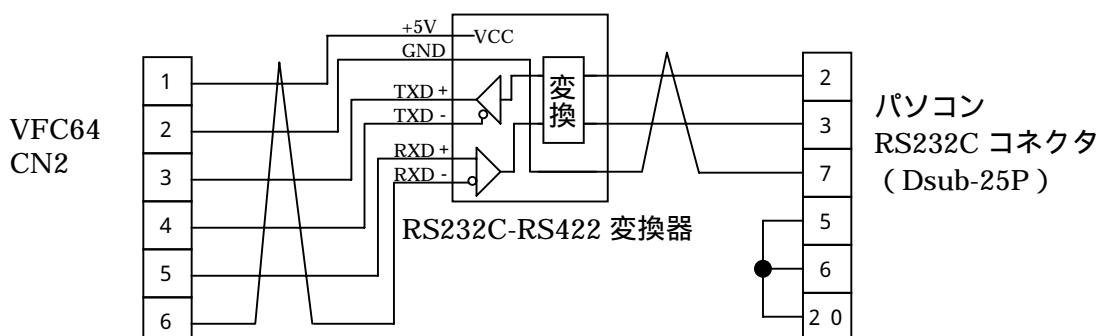 VFC64
CN2
1
2
3
4
5
6
+5V
GND
TXD +
TXD -
RXD +
RXD -
VCC
変
換
RS232C-RS422 変換器
2
3
7
5
6
2 0
パソコン
RS232C コネクタ
( Dsub-25P )